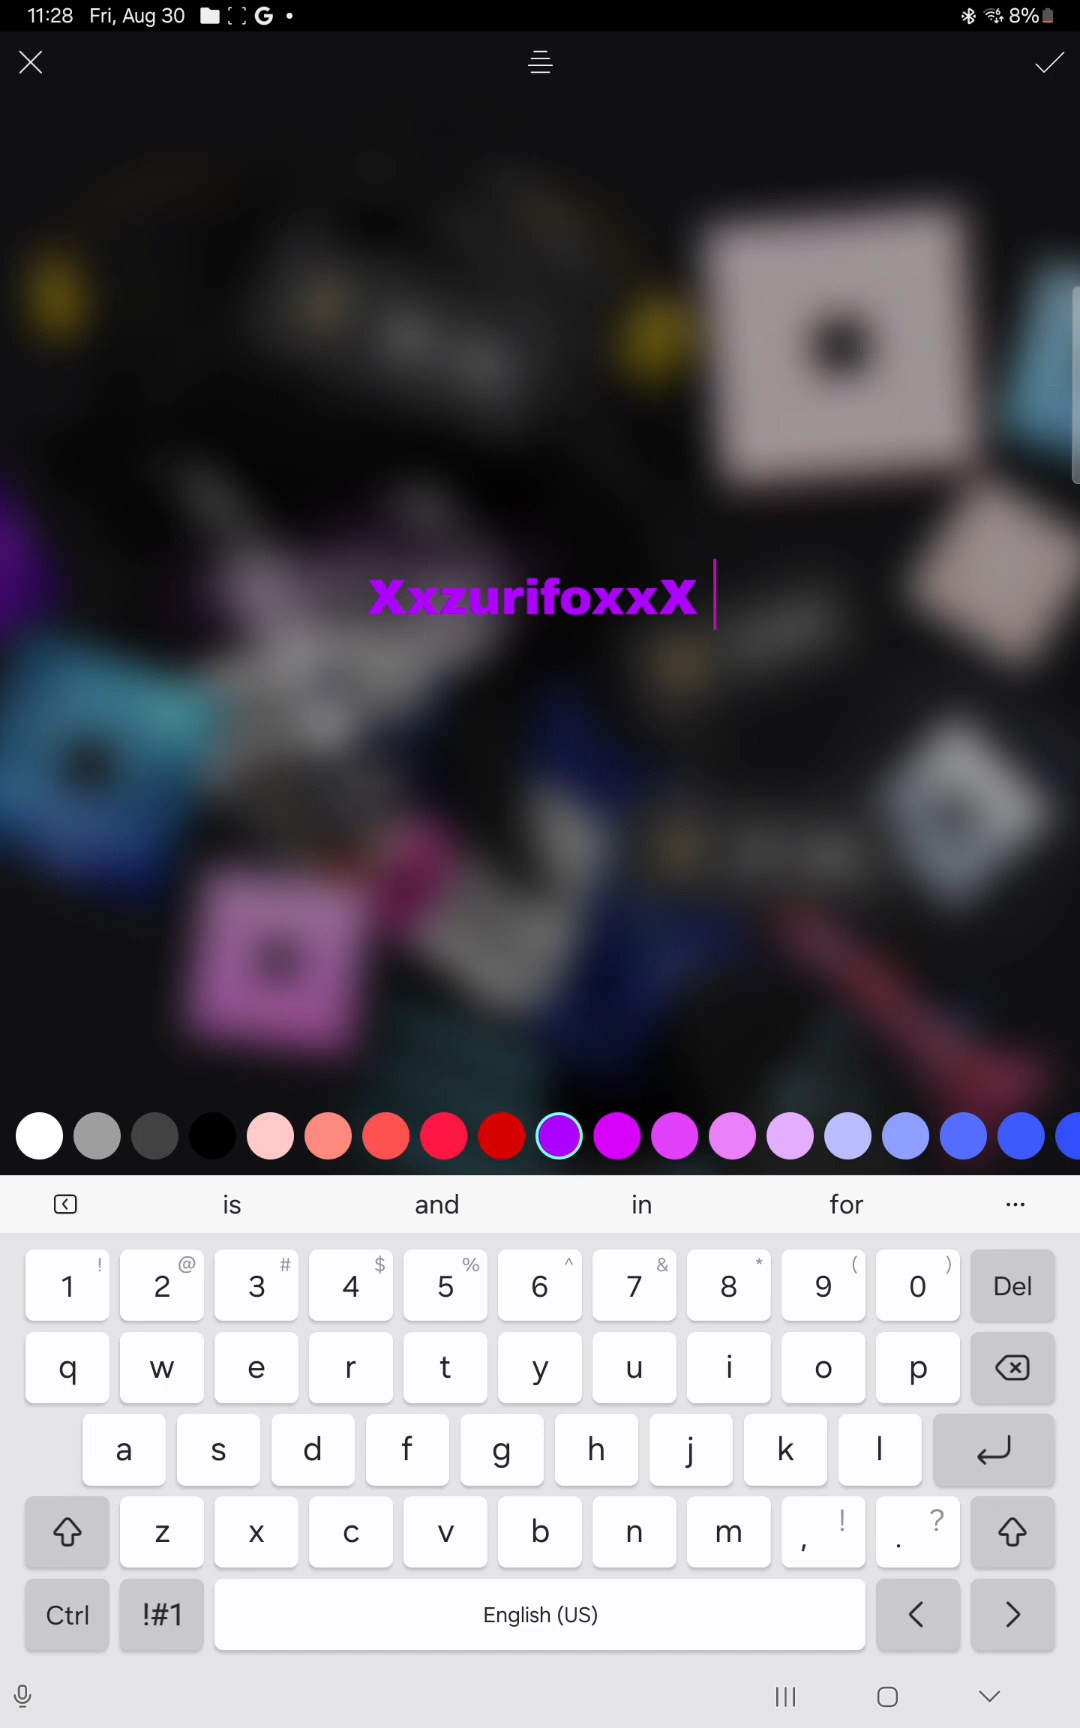 11:28 Fri, Aug 30 G 8%
XxzurifoxxX
is and in for ...
1 ! 2 @ 3 # 4 $ 5 % 6 ^ 7 & 8 * 9 ( 0 ) Del
q w e r t y u i o p
a s d f g h j k l
z x c v b n m , ! . ?
Ctrl !#1 English (US) < >